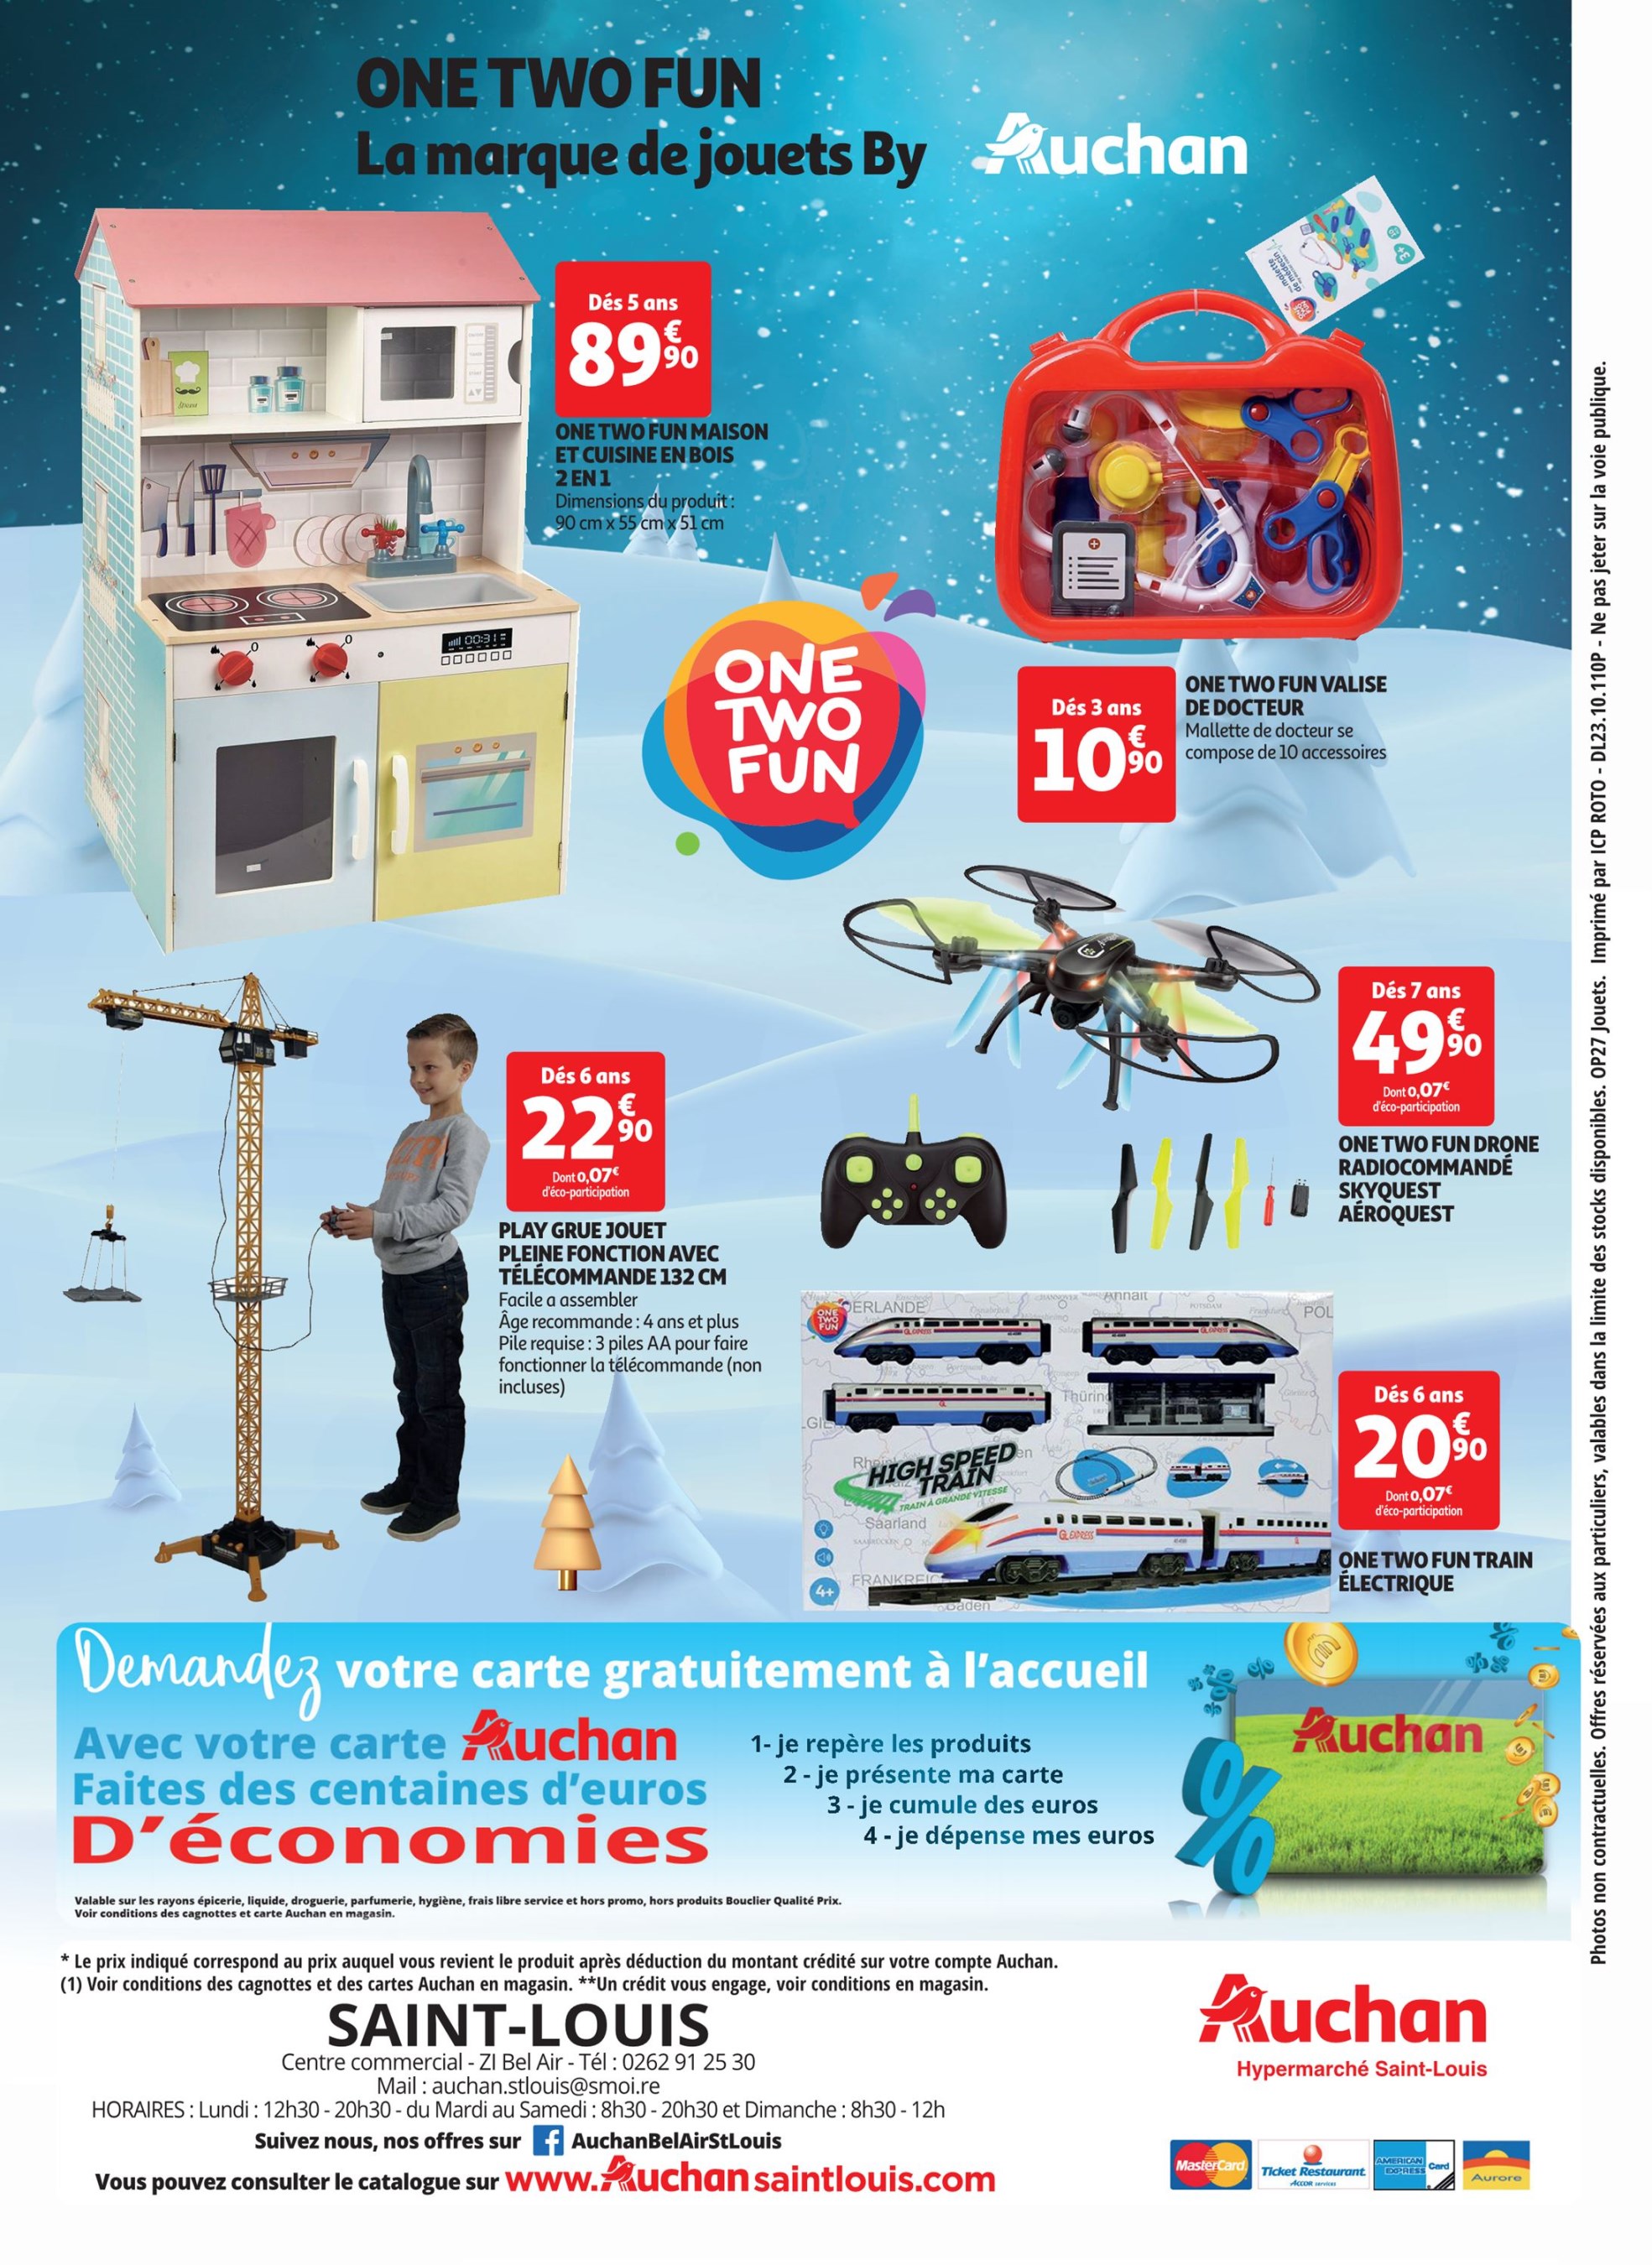 ONE TWO FUN
La marque de jouets By Auchan
Dés 5 ans
89€90
ONE TWO FUN MAISON
ET CUISINE EN BOIS
2 EN 1
Dimensions du produit :
90 cm x 55 cm x 51 cm
00:31
ONE
TWO
FUN
Dés 3 ans
10€90
ONE TWO FUN VALISE
DE DOCTEUR
Mallette de docteur se
compose de 10 accessoires
Dés 7 ans
49€90
Dont 0,07€
d'éco-participation
ONE TWO FUN DRONE
RADIOCOMMANDÉ
SKYQUEST
AÉROQUEST
Dés 6 ans
22€90
Dont 0,07€
d'éco-participation
PLAY GRUE JOUET
PLEINE FONCTION AVEC
TÉLÉCOMMANDE 132 CM
Facile a assembler
Âge recommande : 4 ans et plus
Pile requise : 3 piles AA pour faire
fonctionner la télécommande (non
incluses)
ONE
TWO
FUN
HIGH SPEED
TRAIN
TRAIN À GRANDE VITESSE
Saarland
GL EXPRESS
4+
Dés 6 ans
20€90
Dont 0,07€
d'éco-participation
ONE TWO FUN TRAIN
ÉLECTRIQUE
Demandez votre carte gratuitement à l'accueil
Avec votre carte Auchan
Faites des centaines d'euros
D'économies
1- je repère les produits
2 - je présente ma carte
3 - je cumule des euros
4 - je dépense mes euros
Auchan
%
Valable sur les rayons épicerie, liquide, droguerie, parfumerie, hygiène, frais libre service et hors promo, hors produits Bouclier Qualité Prix.
Voir conditions des cagnottes et carte Auchan en magasin.
* Le prix indiqué correspond au prix auquel vous revient le produit après déduction du montant crédité sur votre compte Auchan.
(1) Voir conditions des cagnottes et des cartes Auchan en magasin. **Un crédit vous engage, voir conditions en magasin.
SAINT-LOUIS
Centre commercial - ZI Bel Air - Tél : 0262 91 25 30
Mail : auchan.stlouis@smoi.re
HORAIRES : Lundi : 12h30 - 20h30 - du Mardi au Samedi : 8h30 - 20h30 et Dimanche : 8h30 - 12h
Suivez nous, nos offres sur f AuchanBelAirStLouis
Vous pouvez consulter le catalogue sur www.Auchansaintlouis.com
Auchan
Hypermarché Saint-Louis
MasterCard
Ticket Restaurant
ACCOR services
AMERICAN EXPRESS Card
Aurore
Photos non contractuelles. Offres réservées aux particuliers, valables dans la limite des stocks disponibles. OP27 Jouets. Imprimé par ICP ROTO - DL23.10.110P - Ne pas jeter sur la voie publique.